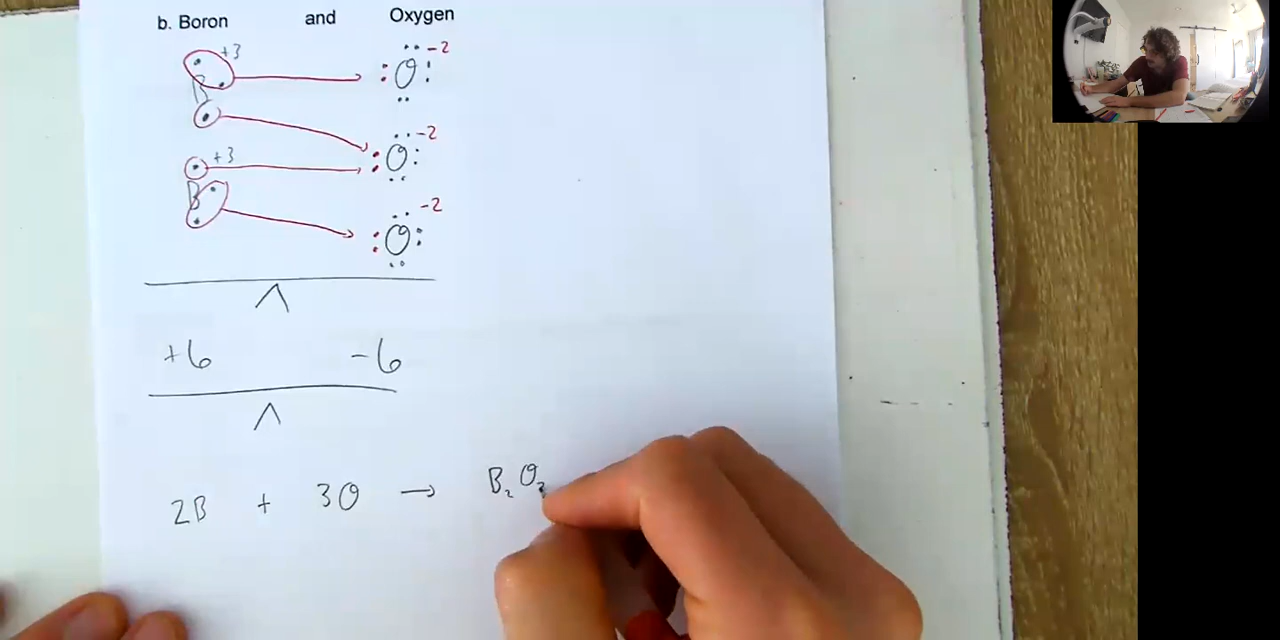 b. Boron and Oxygen
+3 -2
B O
-2
O
+3
B -2
O
+6 -6
2B + 3O → B₂O₃